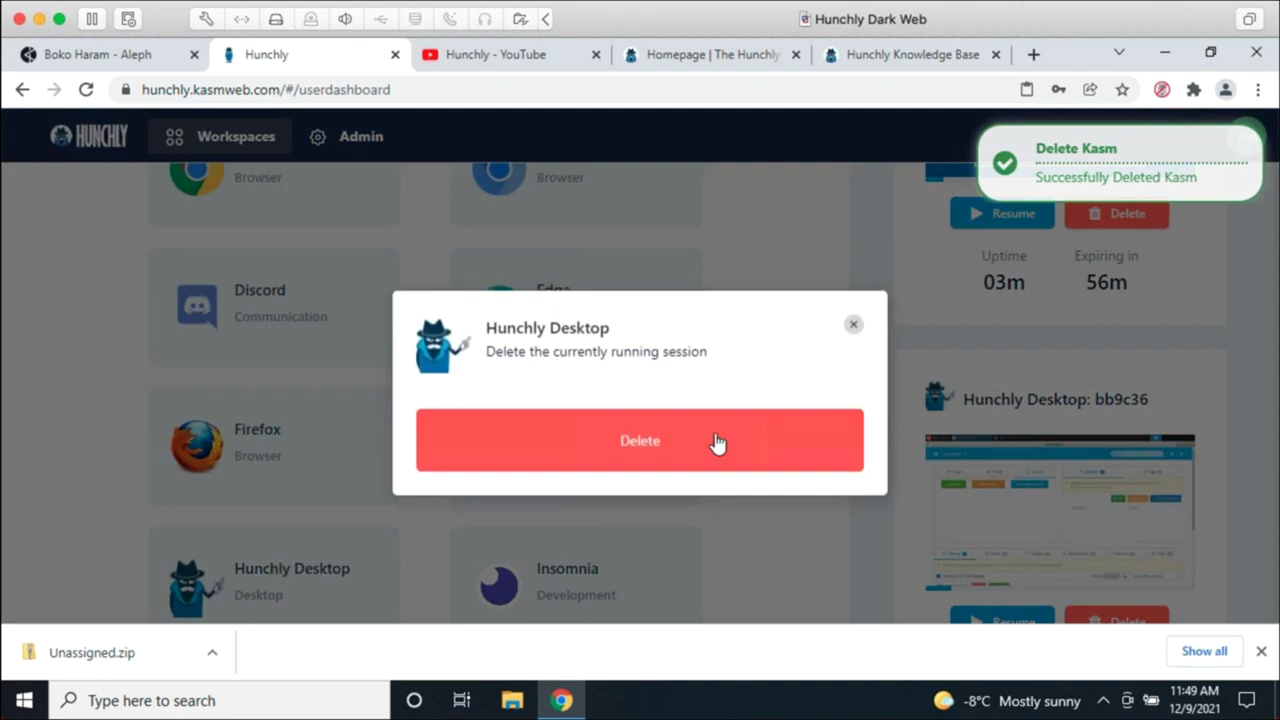 Hunchly Dark Web
Boko Haram - Aleph
Hunchly
Hunchly - YouTube
Homepage | The Hunchly
Hunchly Knowledge Base
hunchly.kasmweb.com/#/userdashboard
HUNCHLY
Workspaces
Admin
Delete Kasm
Successfully Deleted Kasm
Browser
Browser
Resume
Delete
Uptime
Expiring in
03m
56m
Discord
Communication
Hunchly Desktop
Delete the currently running session
Delete
Hunchly Desktop: bb9c36
Firefox
Browser
Hunchly Desktop
Desktop
Insomnia
Development
Resume
Delete
Unassigned.zip
Show all
Type here to search
-8°C Mostly sunny
11:49 AM
12/9/2021